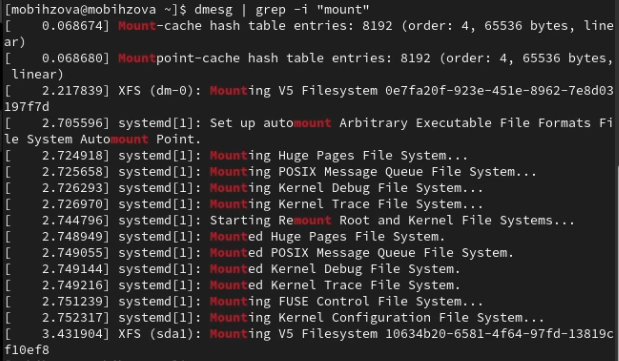 [mobihzova@mobihzova ~]$ dmesg | grep -i "mount"
[    0.068674] Mount-cache hash table entries: 8192 (order: 4, 65536 bytes, line
ar)
[    0.068680] Mountpoint-cache hash table entries: 8192 (order: 4, 65536 bytes,
 linear)
[    2.217839] XFS (dm-0): Mounting V5 Filesystem 0e7fa20f-923e-451e-8962-7e8d03
197f7d
[    2.705596] systemd[1]: Set up automount Arbitrary Executable File Formats Fi
le System Automount Point.
[    2.724918] systemd[1]: Mounting Huge Pages File System...
[    2.725658] systemd[1]: Mounting POSIX Message Queue File System...
[    2.726293] systemd[1]: Mounting Kernel Debug File System...
[    2.726970] systemd[1]: Mounting Kernel Trace File System...
[    2.744796] systemd[1]: Starting Remount Root and Kernel File Systems...
[    2.748949] systemd[1]: Mounted Huge Pages File System.
[    2.749055] systemd[1]: Mounted POSIX Message Queue File System.
[    2.749144] systemd[1]: Mounted Kernel Debug File System.
[    2.749216] systemd[1]: Mounted Kernel Trace File System.
[    2.751239] systemd[1]: Mounting FUSE Control File System...
[    2.752317] systemd[1]: Mounting Kernel Configuration File System...
[    3.431904] XFS (sda1): Mounting V5 Filesystem 10634b20-6581-4f64-97fd-13819c
f10ef8